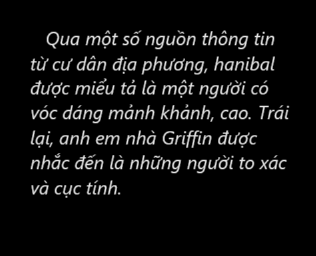 Qua một số nguồn thông tin
từ cư dân địa phương, hanibal
được miểu tả là một người có
vóc dáng mảnh khảnh, cao. Trái
lại, anh em nhà Griffin được
nhắc đến là những người to xác
và cục tính.